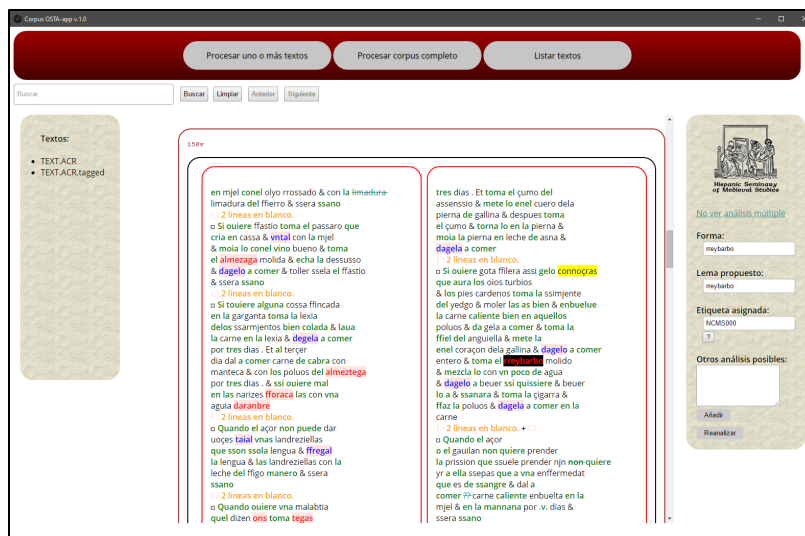 Corpus OSTA-app v.1.0
Procesar uno o más textos
Procesar corpus completo
Listar textos
Buscar
Buscar
Limpiar
Anterior
Siguiente
Textos:
TEXT.ACR
TEXT.ACR.tagged
150v
en mjel conel olyo rrossado & con la limadura
limadura del ffierro & ssera ssano
2 líneas en blanco.
Si ouiere ffastio toma el passaro que
cria en cassa & vntal con la mjel
& moia lo conel vino bueno & toma
el almezaga molida & echa la dessusso
& dagelo a comer & toller ssela el ffastio
& ssera ssano
2 líneas en blanco.
Si touiere alguna cossa ffincada
en la garganta toma la lexia
delos ssarmjentos bien colada & laua
la carne en la lexia & degela a comer
por tres dias . Et al terçer
dia dal a comer carne de cabra con
manteca & con los poluos del almeztega
por tres dias . & ssi ouiere mal
en las narizes fforaca las con vna
aguia daranbre
2 líneas en blanco.
Quando el açor non puede dar
uoçes taial vnas landreziellas
que sson ssola lengua & ffregal
la lengua & las landreziellas con la
leche del ffigo manero & ssera
ssano
2 líneas en blanco.
Quando ouiere vna malabtia
quel dizen ons toma tegas
tres dias . Et toma el çumo del
assenssio & mete lo enel cuero dela
pierna de gallina & despues toma
el çumo & torna lo en la pierna &
moia la pierna en leche de asna &
dagela a comer
2 líneas en blanco.
Si ouiere gota ffilera assi gelo connoçras
que aura los oios turbios
& los pies cardenos toma la ssimjente
del yedgo & moler las as bien & enbuelue
la carne caliente bien en aquellos
poluos & da gela a comer & toma la
ffiel del anguiella & mete la
enel coraçon dela gallina & dagelo a comer
entero & toma el rreybarbo molido
& mezcla lo con vn poco de agua
& dagelo a beuer ssi quissiere & beuer
lo a & ssanara & toma la çigarra &
ffaz la poluos & dagela a comer en la
carne
2 líneas en blanco. +
Quando el açor
o el gauilan non quiere prender
la prission que ssuele prender njn non quiere
yr a ella ssepas que a vna enffermedat
que es de ssangre & dal a
comer ?? carne caliente enbuelta en la
mjel & en la mannana por .v. dias &
ssera ssano
Hispanic Seminary
of Medieval Studies
No ver análisis múltiple
Forma:
rreybarbo
Lema propuesto:
reybarbo
Etiqueta asignada:
NCMS000
?
Otros análisis posibles:
Añadir
Reanalizar